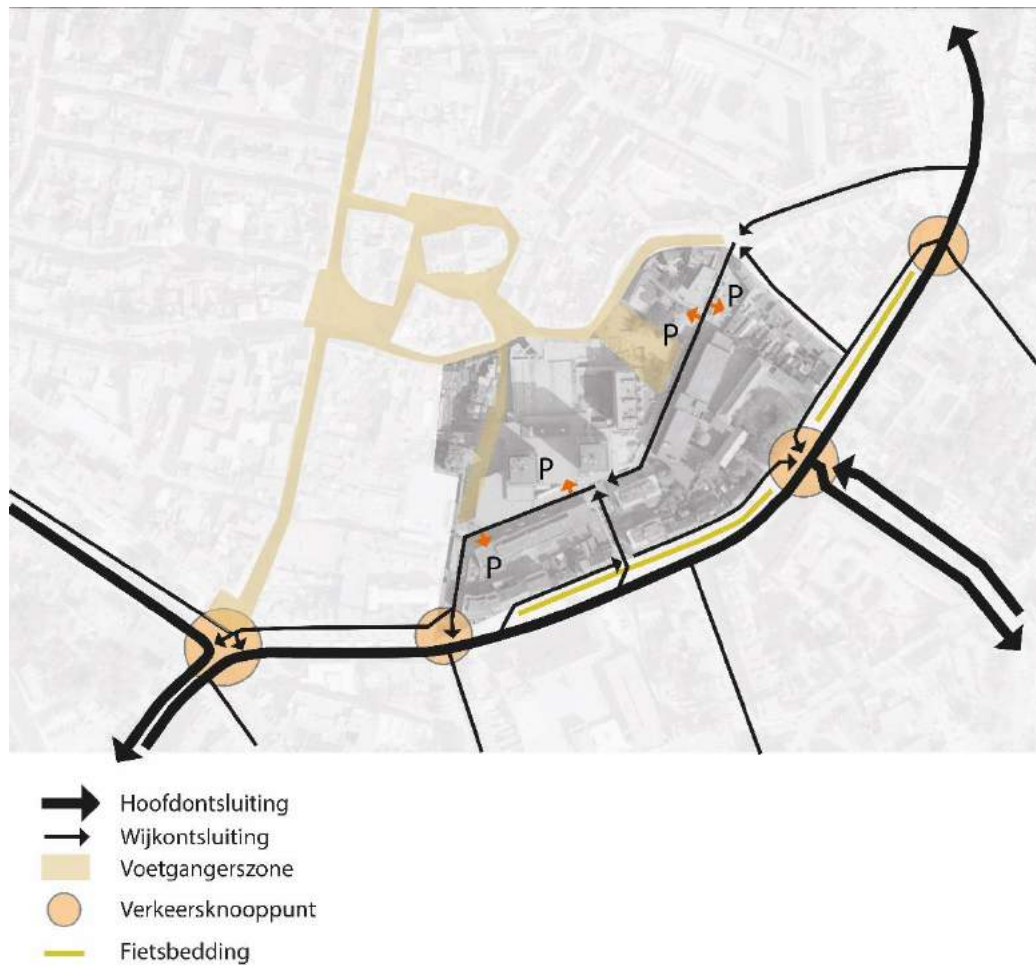 P
P
P
P
Hoofdontsluiting
Wijkontsluiting
Voetgangerszone
Verkeersknooppunt
Fietsbedding